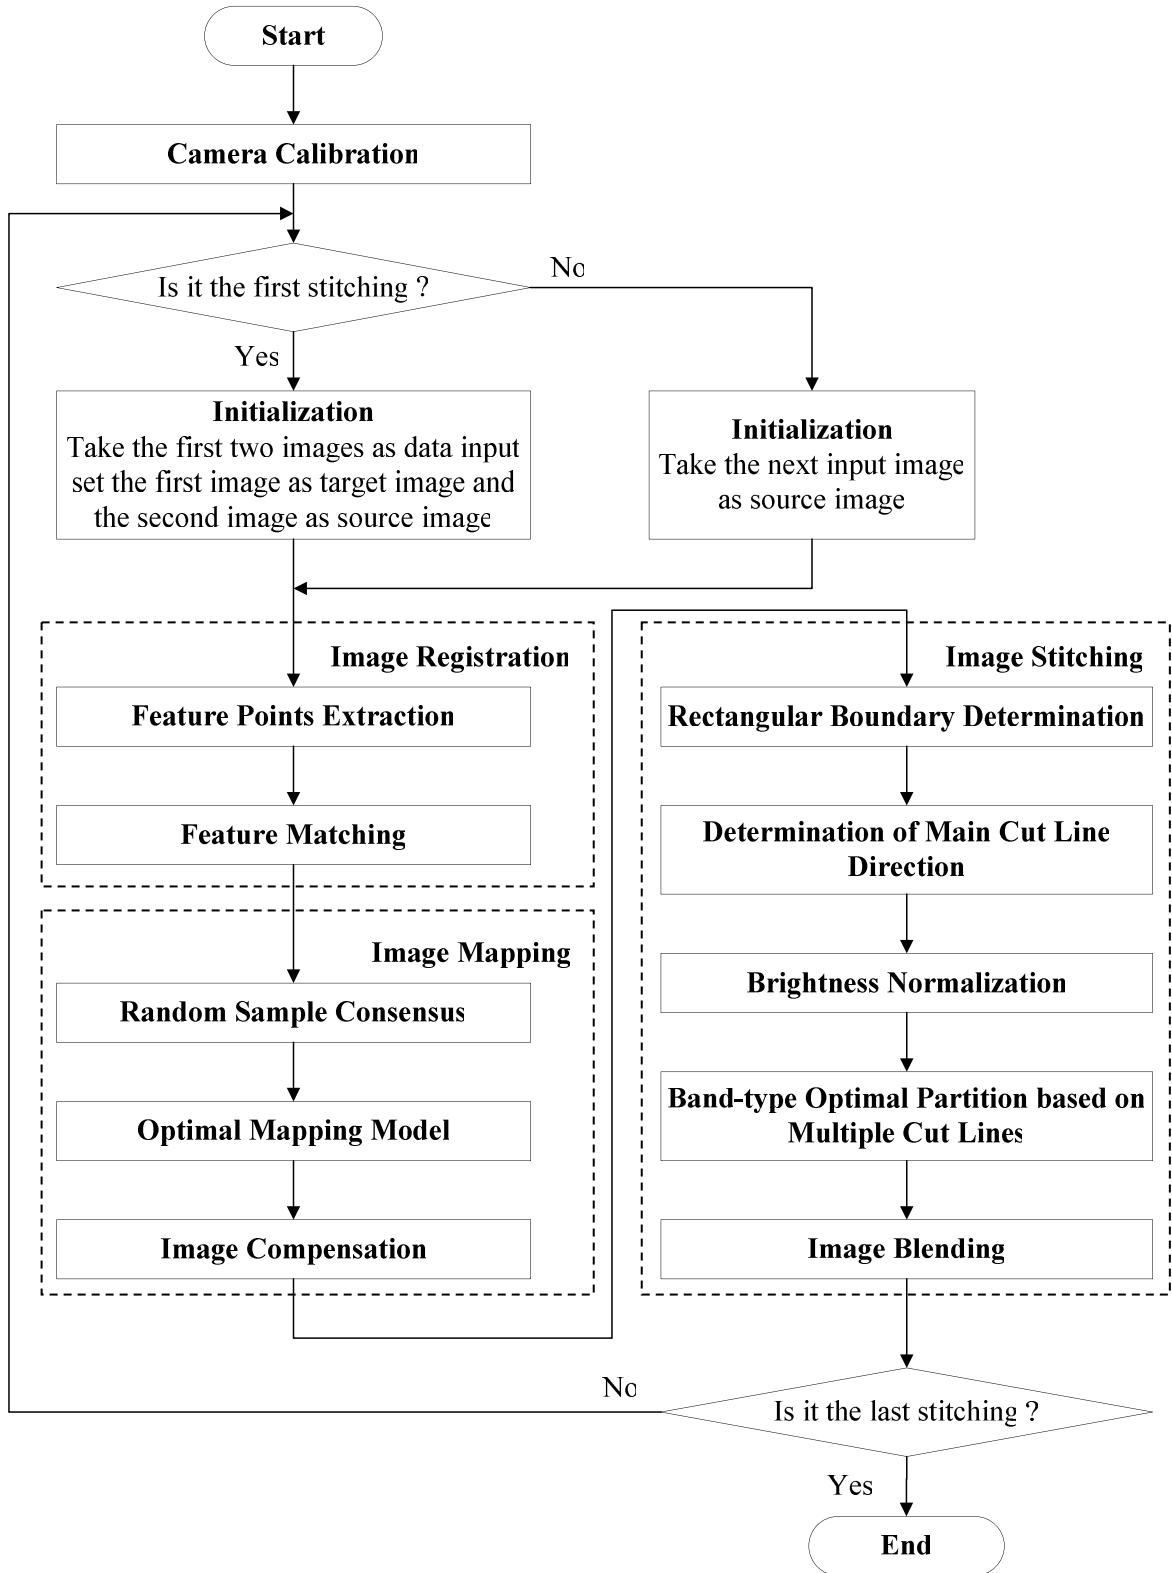 Start
Camera Calibration
Is it the first stitching ?
No
Yes
Initialization
Take the first two images as data input
set the first image as target image and
the second image as source image
Initialization
Take the next input image
as source image
Image Registration
Feature Points Extraction
Feature Matching
Image Mapping
Random Sample Consensus
Optimal Mapping Model
Image Compensation
Image Stitching
Rectangular Boundary Determination
Determination of Main Cut Line
Direction
Brightness Normalization
Band-type Optimal Partition based on
Multiple Cut Lines
Image Blending
No
Is it the last stitching ?
Yes
End